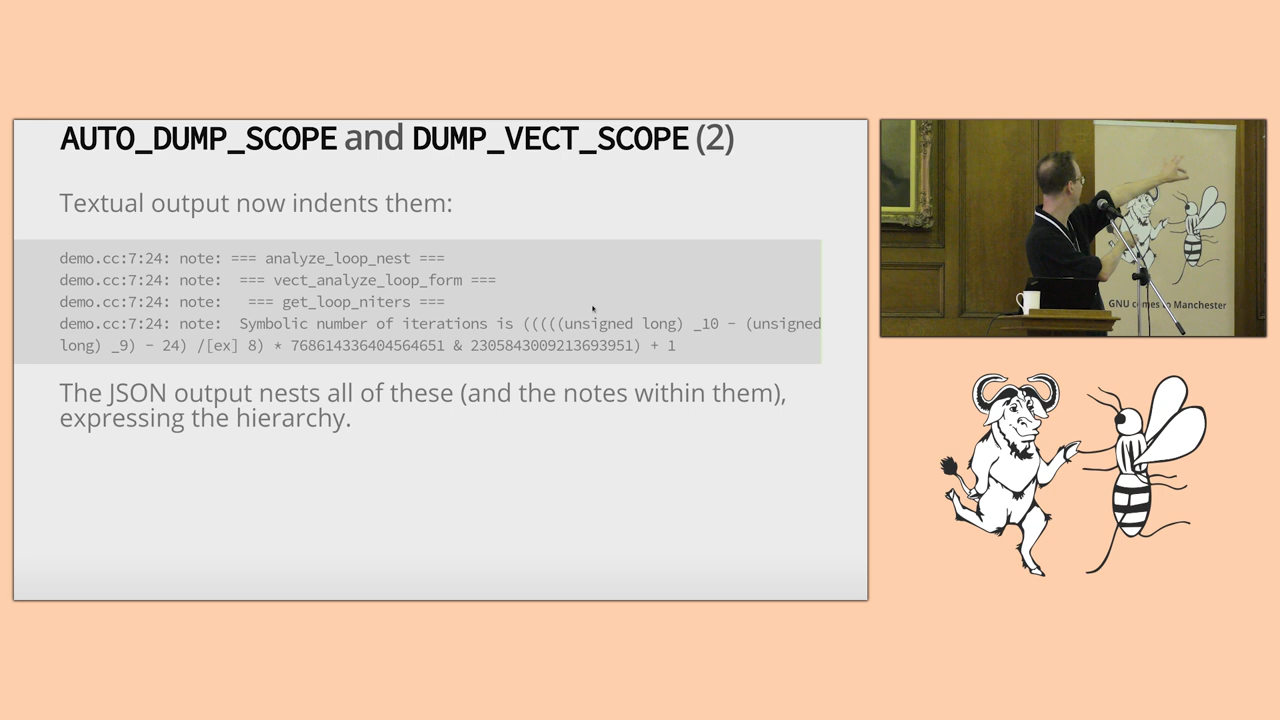 AUTO_DUMP_SCOPE and DUMP_VECT_SCOPE (2)
Textual output now indents them:
demo.cc:7:24: note: === analyze_loop_nest ===
demo.cc:7:24: note:  === vect_analyze_loop_form ===
demo.cc:7:24: note:   === get_loop_niters ===
demo.cc:7:24: note:  Symbolic number of iterations is (((((unsigned long) _10 - (unsigned
long) _9) - 24) /[ex] 8) * 768614336404564651 & 2305843009213693951) + 1
The JSON output nests all of these (and the notes within them),
expressing the hierarchy.
GNU comes to Manchester